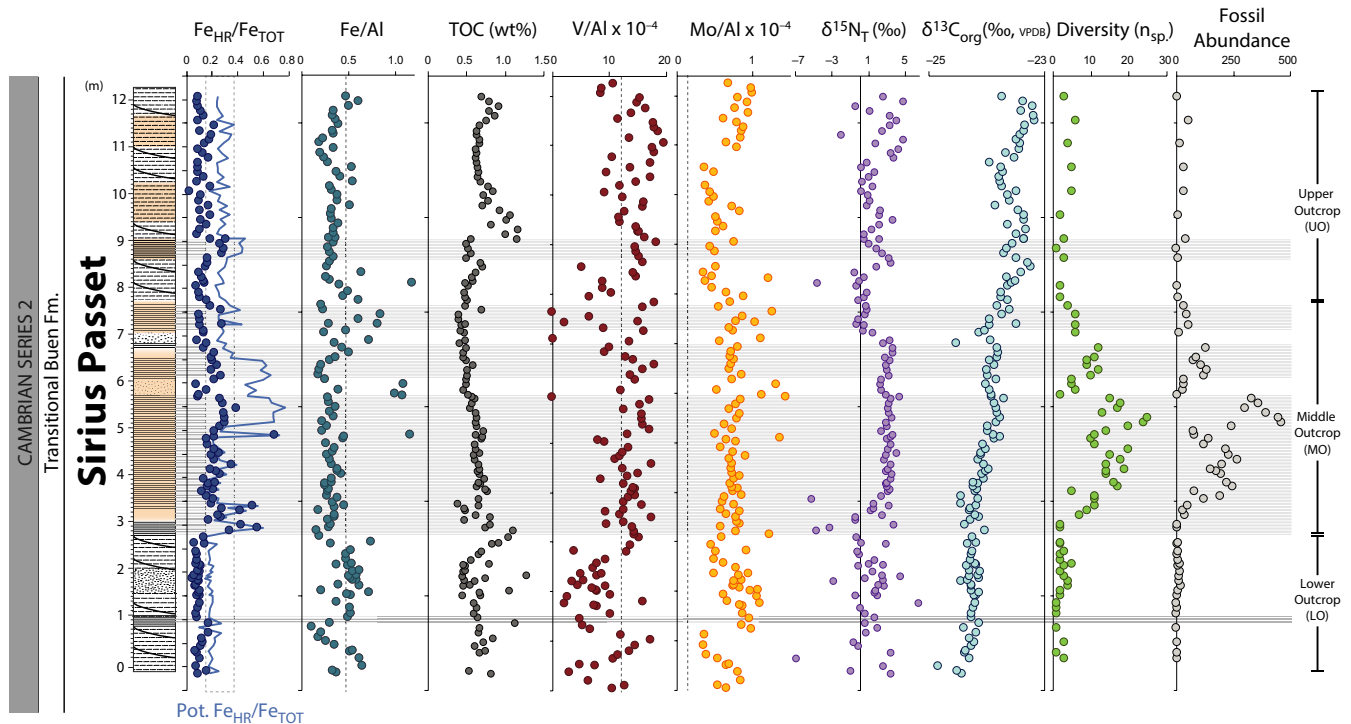 Fe_HR/Fe_TOT
Fe/Al
TOC (wt%)
V/Al x 10⁻⁴
Mo/Al x 10⁻⁴
δ¹⁵N_T (‰)
δ¹³C_org (‰, VPDB)
Diversity (n_sp.)
Fossil
Abundance
0 0.2 0.4 0.6 0.8
0 0.5 1.0
0 0.5 1.0 1.50
10 20
0 1 2 3
-7 -3 1 5
-25 -23
0 10 20 30
0 ~250 500
(m)
12
11
10
9
8
7
6
5
4
3
2
1
0
CAMBRIAN SERIES 2
Transitional Buen Fm.
Sirius Passet
Upper
Outcrop
(UO)
Middle
Outcrop
(MO)
Lower
Outcrop
(LO)
Pot. Fe_HR/Fe_TOT